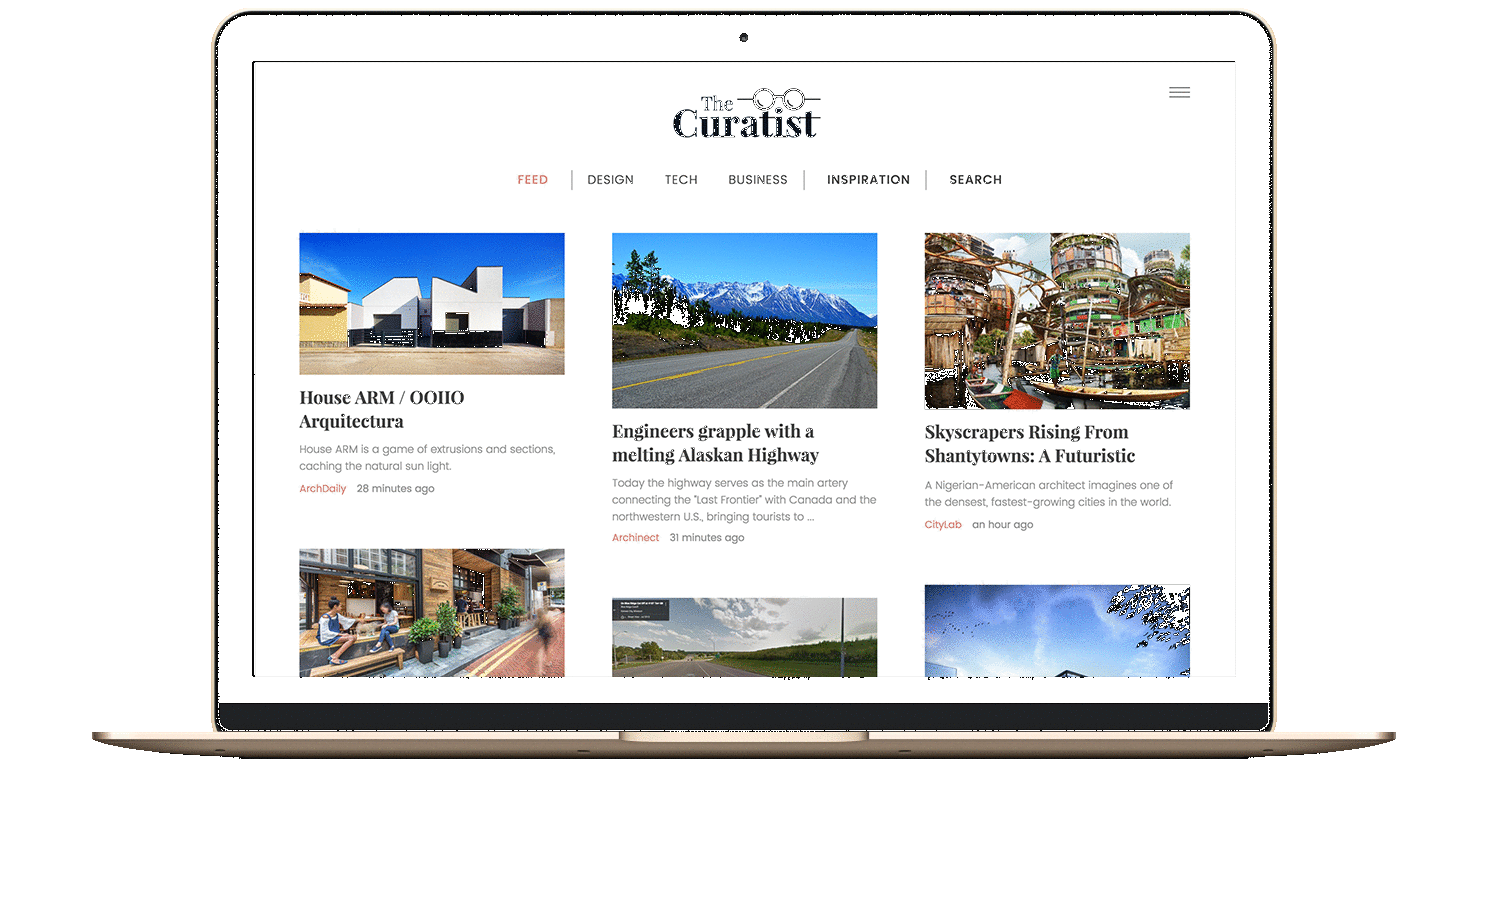 The
Curatist
FEED
DESIGN
TECH
BUSINESS
INSPIRATION
SEARCH
House ARM / OOIIO
Arquitectura
House ARM is a game of extrusions and sections,
caching the natural sun light.
ArchDaily 28 minutes ago
Engineers grapple with a
melting Alaskan Highway
Today the highway serves as the main artery
connecting the "Last Frontier" with Canada and the
northwestern U.S., bringing tourists to ...
Archinect 31 minutes ago
Skyscrapers Rising From
Shantytowns: A Futuristic
A Nigerian-American architect imagines one of
the densest, fastest-growing cities in the world.
CityLab an hour ago